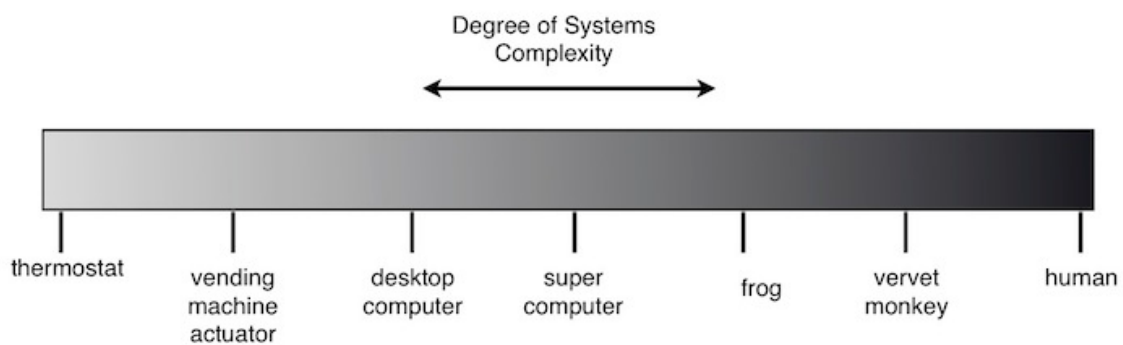 Degree of Systems
Complexity
thermostat
vending
machine
actuator
desktop
computer
super
computer
frog
vervet
monkey
human